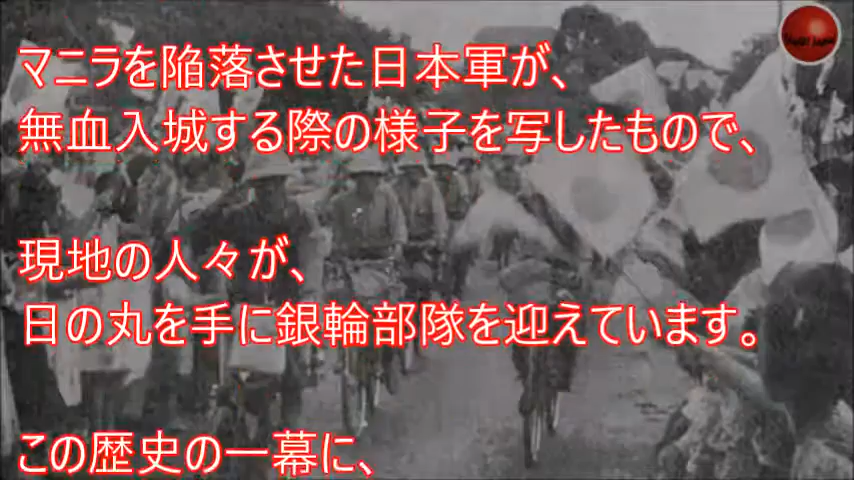 マニラを陥落させた日本軍が、
無血入城する際の様子を写したもので、
現地の人々が、
日の丸を手に銀輪部隊を迎えています。
この歴史の一幕に、